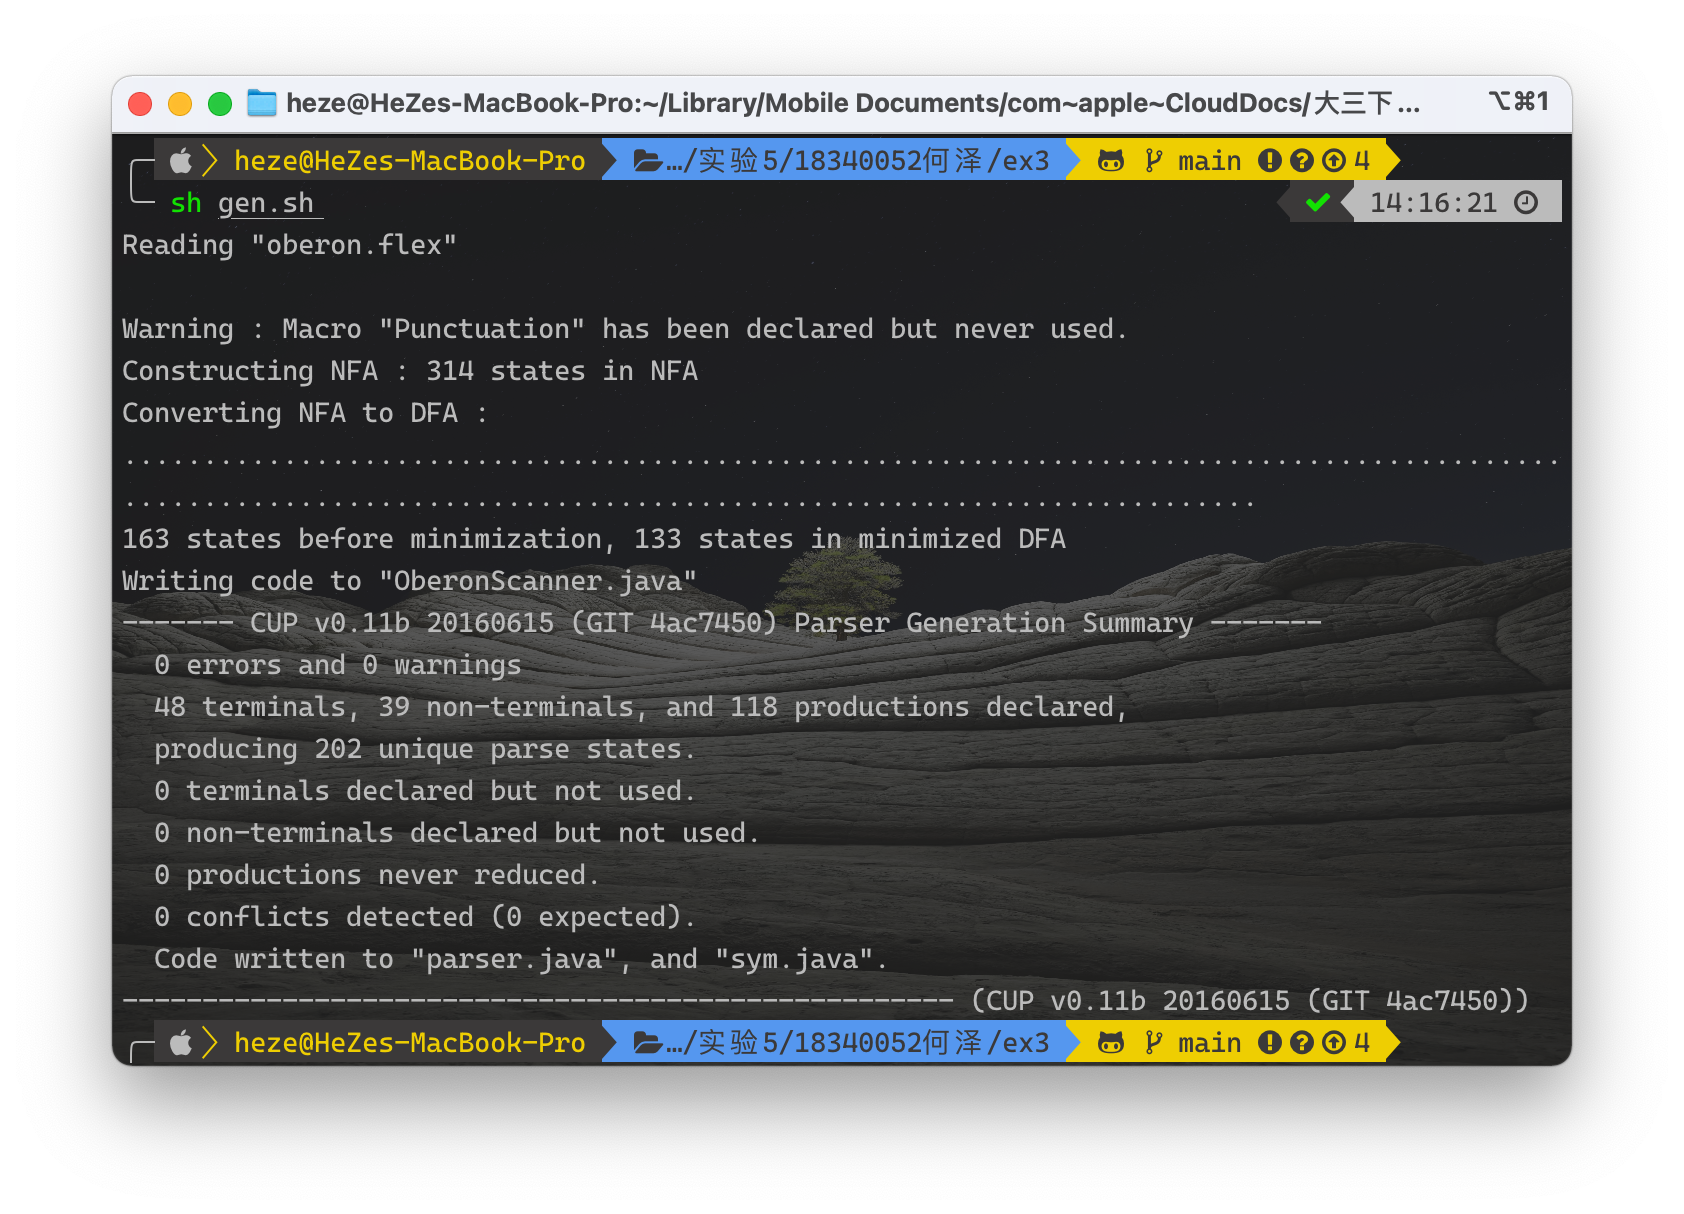 heze@HeZes-MacBook-Pro:~/Library/Mobile Documents/com~apple~CloudDocs/大三下... ⌥⌘1
heze@HeZes-MacBook-Pro …/实验5/18340052何泽/ex3 main 4
sh gen.sh 14:16:21
Reading "oberon.flex"
Warning : Macro "Punctuation" has been declared but never used.
Constructing NFA : 314 states in NFA
Converting NFA to DFA :
..........................................................................................
.......................................................................
163 states before minimization, 133 states in minimized DFA
Writing code to "OberonScanner.java"
------- CUP v0.11b 20160615 (GIT 4ac7450) Parser Generation Summary -------
0 errors and 0 warnings
48 terminals, 39 non-terminals, and 118 productions declared,
producing 202 unique parse states.
0 terminals declared but not used.
0 non-terminals declared but not used.
0 productions never reduced.
0 conflicts detected (0 expected).
Code written to "parser.java", and "sym.java".
---------------------------------------------------- (CUP v0.11b 20160615 (GIT 4ac7450))
heze@HeZes-MacBook-Pro …/实验5/18340052何泽/ex3 main 4